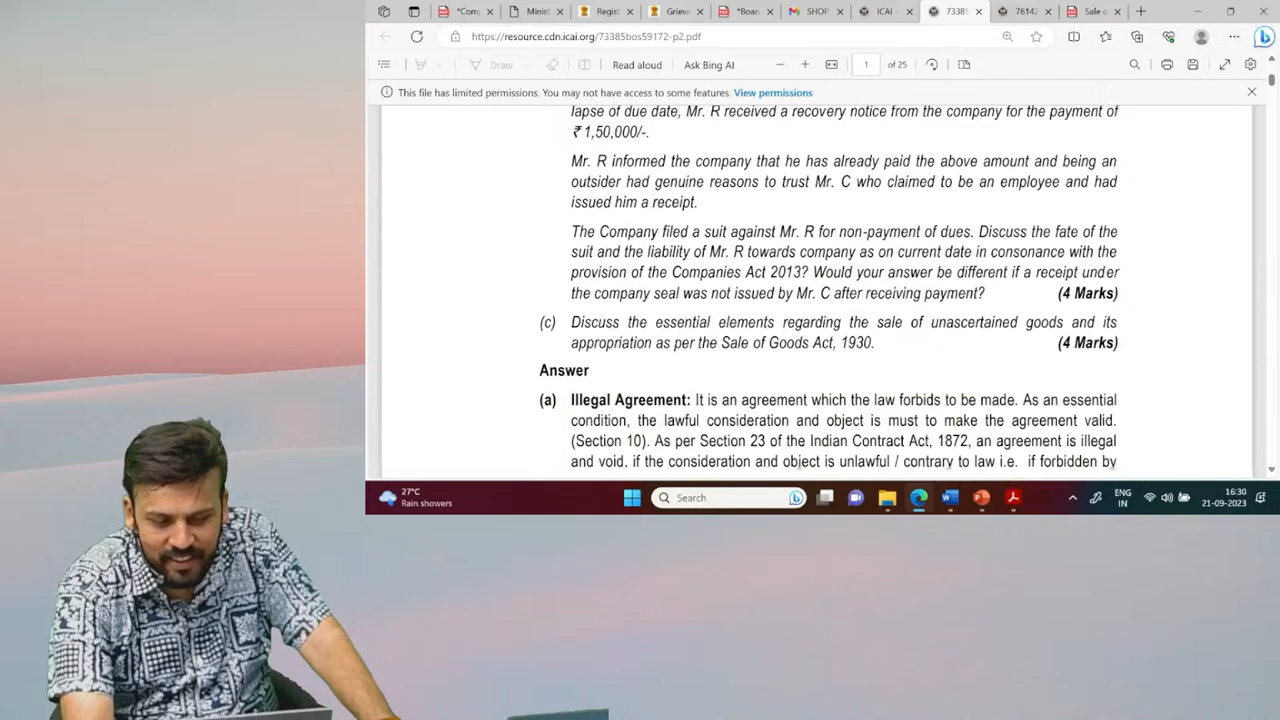 *Com
Minist
Regist
Grieva
*Boar
SHOP
ICAI -
73385
76142
Sale c
https://resource.cdn.icai.org/73385bos59172-p2.pdf
Draw
Read aloud
Ask Bing AI
1
of 25
This file has limited permissions. You may not have access to some features. View permissions
lapse of due date, Mr. R received a recovery notice from the company for the payment of
₹ 1,50,000/-.
Mr. R informed the company that he has already paid the above amount and being an
outsider had genuine reasons to trust Mr. C who claimed to be an employee and had
issued him a receipt.
The Company filed a suit against Mr. R for non-payment of dues. Discuss the fate of the
suit and the liability of Mr. R towards company as on current date in consonance with the
provision of the Companies Act 2013? Would your answer be different if a receipt under
the company seal was not issued by Mr. C after receiving payment? (4 Marks)
(c) Discuss the essential elements regarding the sale of unascertained goods and its
appropriation as per the Sale of Goods Act, 1930. (4 Marks)
Answer
(a) Illegal Agreement: It is an agreement which the law forbids to be made. As an essential
condition, the lawful consideration and object is must to make the agreement valid.
(Section 10). As per Section 23 of the Indian Contract Act, 1872, an agreement is illegal
and void, if the consideration and object is unlawful / contrary to law i.e. if forbidden by
27°C
Rain showers
Search
ENG
IN
16:30
21-09-2023